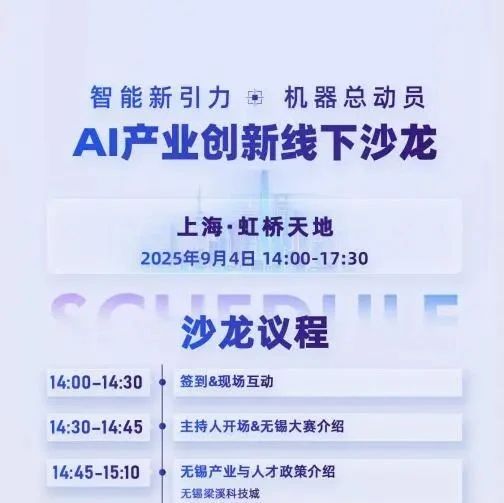 智能新引力 机器总动员
AI产业创新线下沙龙
上海·虹桥天地
2025年9月4日 14:00-17:30
SCHEDULE
沙龙议程
14:00-14:30 签到&现场互动
14:30-14:45 主持人开场&无锡大赛介绍
14:45-15:10 无锡产业与人才政策介绍
无锡梁溪科技城